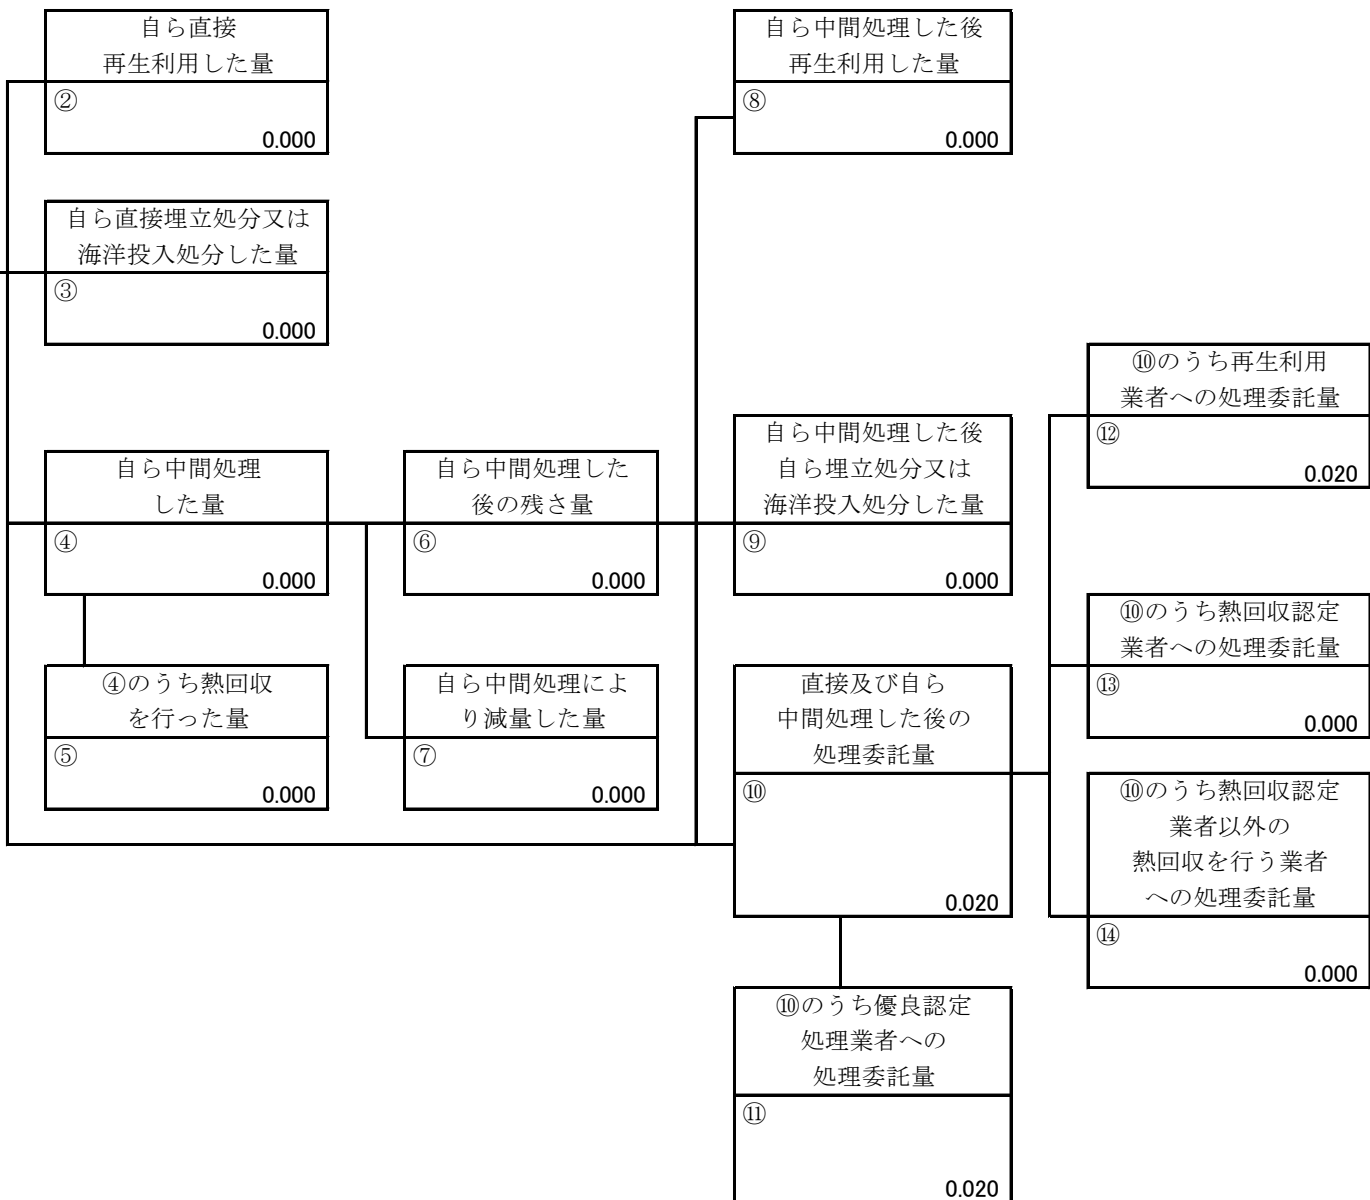 自ら直接
再生利用した量
②
0.000
自ら中間処理した後
再生利用した量
⑧
0.000
自ら直接埋立処分又は
海洋投入処分した量
③
0.000
⑩のうち再生利用
業者への処理委託量
⑫
0.020
自ら中間処理
した量
④
0.000
自ら中間処理した
後の残さ量
⑥
0.000
自ら中間処理した後
自ら埋立処分又は
海洋投入処分した量
⑨
0.000
⑩のうち熱回収認定
業者への処理委託量
⑬
0.000
④のうち熱回収
を行った量
⑤
0.000
自ら中間処理によ
り減量した量
⑦
0.000
直接及び自ら
中間処理した後の
処理委託量
⑩
0.020
⑩のうち熱回収認定
業者以外の
熱回収を行う業者
への処理委託量
⑭
0.000
⑩のうち優良認定
処理業者への
処理委託量
⑪
0.020